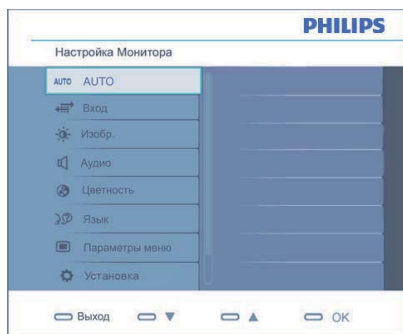 PHILIPS
Настройка Монитора
AUTO AUTO
Вход
Изобр.
Аудио
Цветность
Язык
Параметры меню
Установка
Выход ▼ ▲ OK